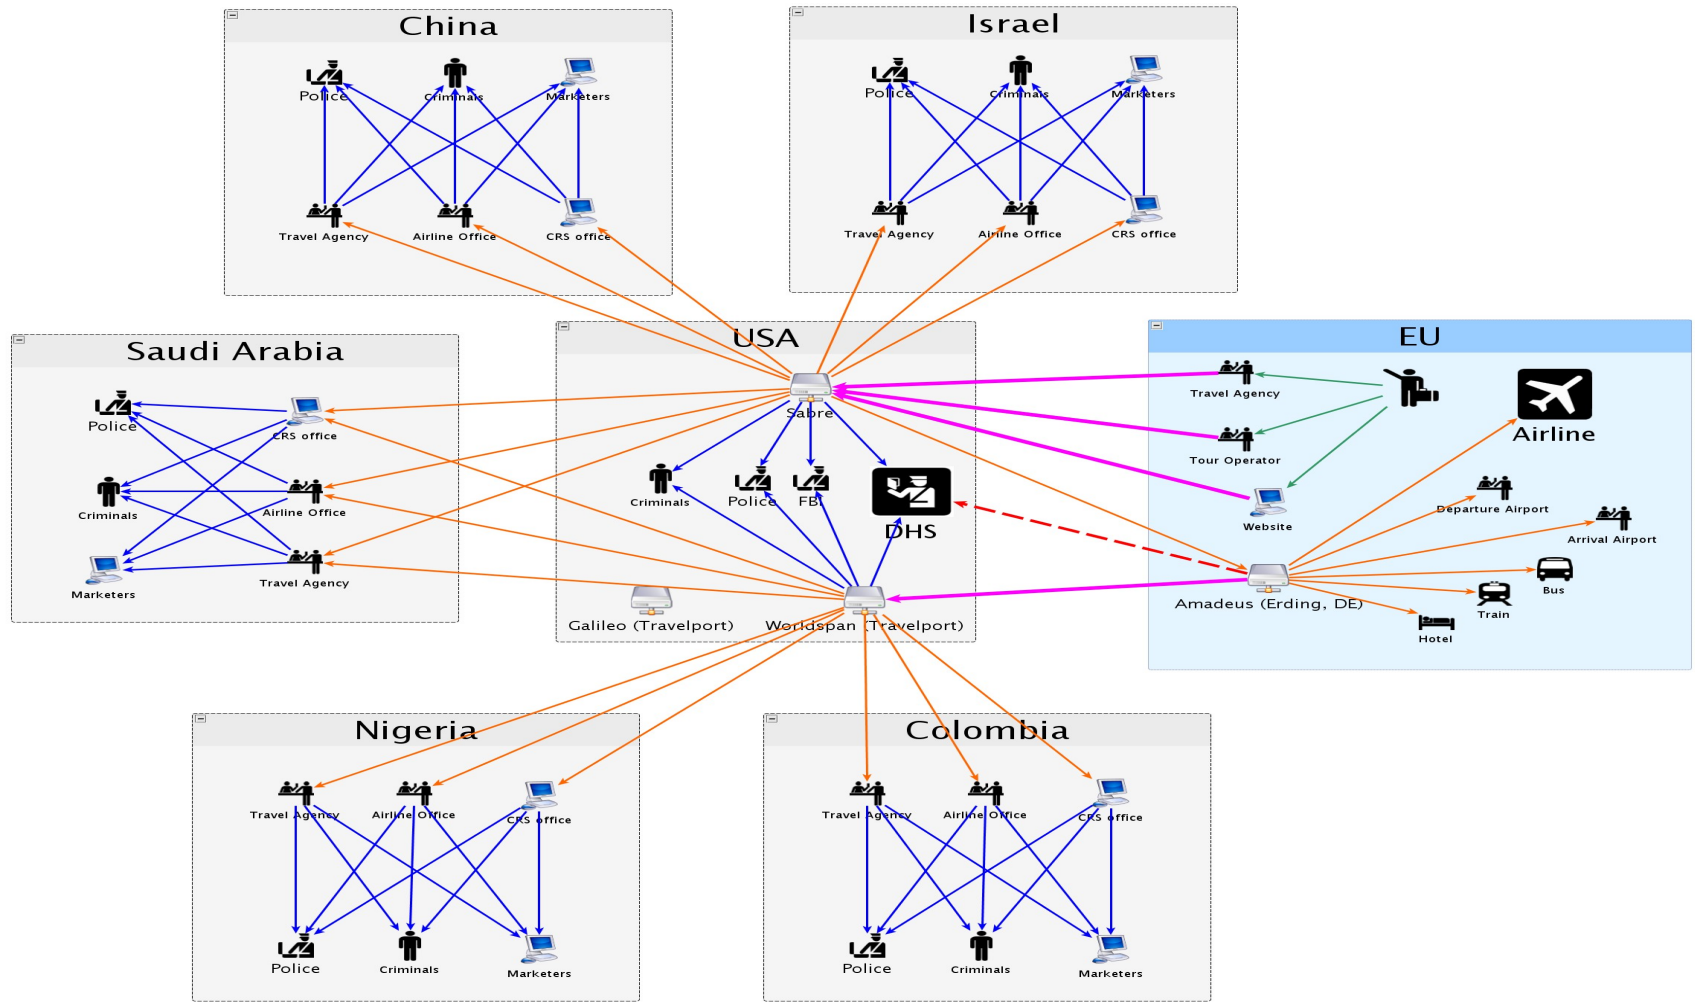 China
Police
Criminals
Marketers
Travel Agency
Airline Office
CRS office
Israel
Police
Criminals
Marketers
Travel Agency
Airline Office
CRS office
Saudi Arabia
Police
CRS office
Criminals
Airline Office
Marketers
Travel Agency
USA
Sabre
Criminals
Police
FBI
DHS
Galileo (Travelport)
Worldspan (Travelport)
EU
Travel Agency
Airline
Tour Operator
Departure Airport
Website
Arrival Airport
Bus
Amadeus (Erding, DE)
Train
Hotel
Nigeria
Travel Agency
Airline Office
CRS office
Police
Criminals
Marketers
Colombia
Travel Agency
Airline Office
CRS office
Police
Criminals
Marketers